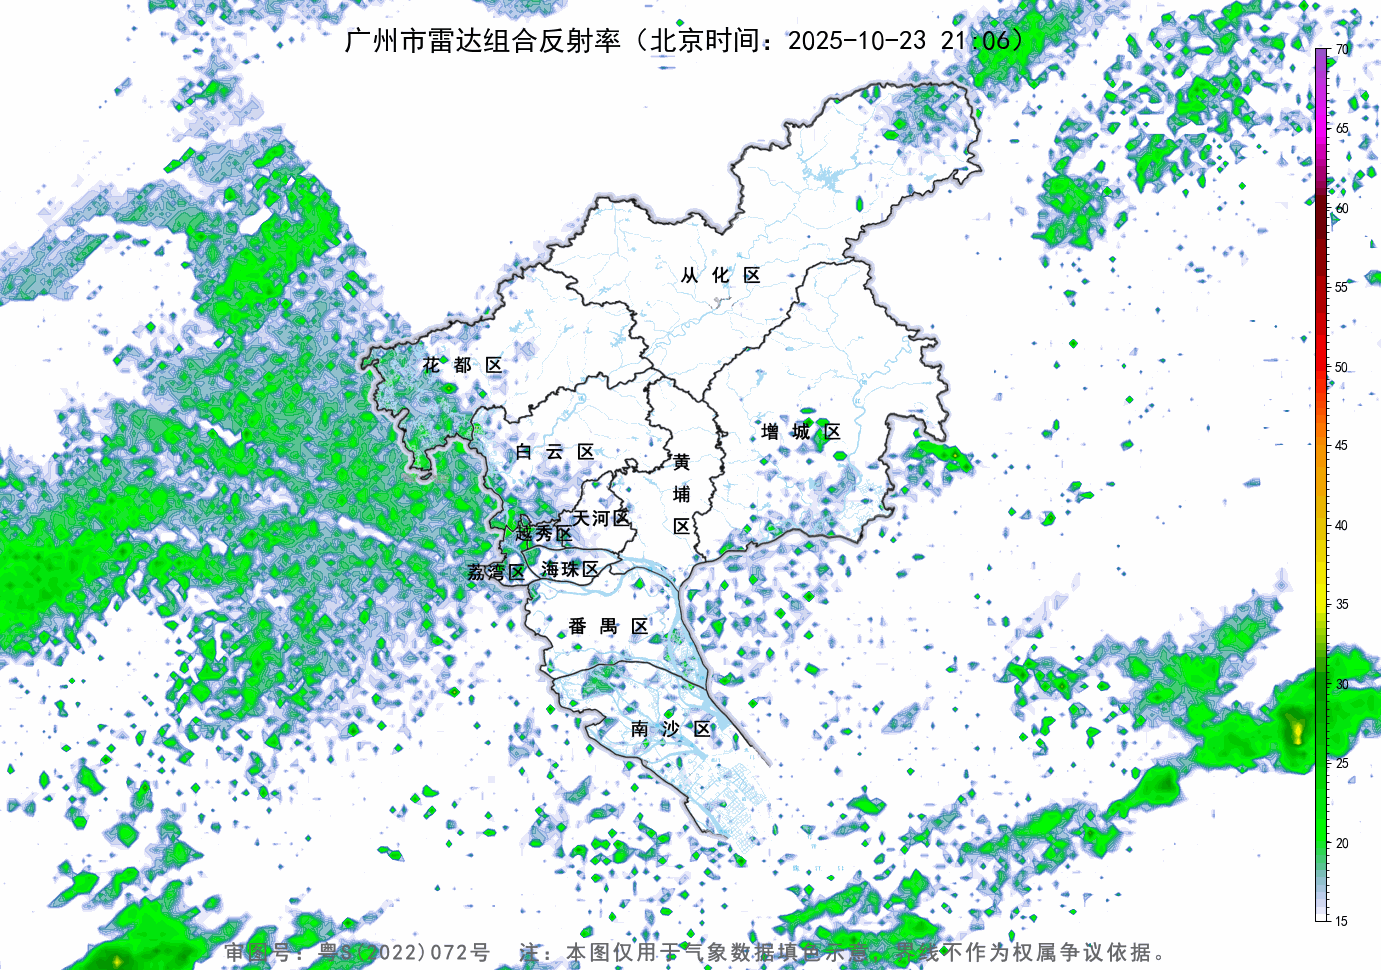 广州市雷达组合反射率（北京时间：2025-10-23 21:06）
70
65
60
55
50
45
40
35
30
25
20
15
从化区
花都区
增城区
白云区
黄埔区
天河区
越秀区
海珠区
荔湾区
番禺区
南沙区
审图号：粤S(2022)072号 注：本图仅用于气象数据填色示意，界线不作为权属争议依据。